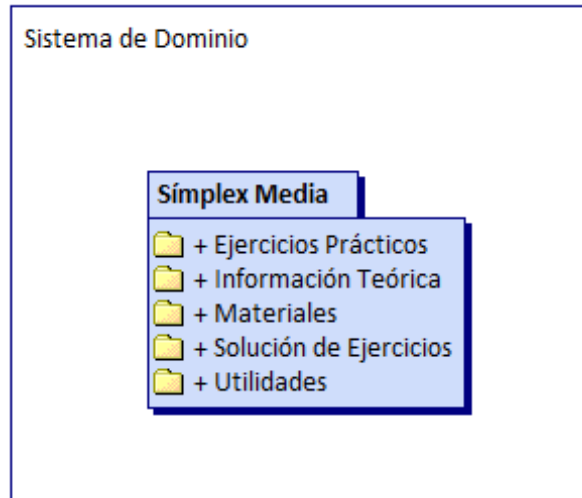 Sistema de Dominio
Símplex Media
+ Ejercicios Prácticos
+ Información Teórica
+ Materiales
+ Solución de Ejercicios
+ Utilidades